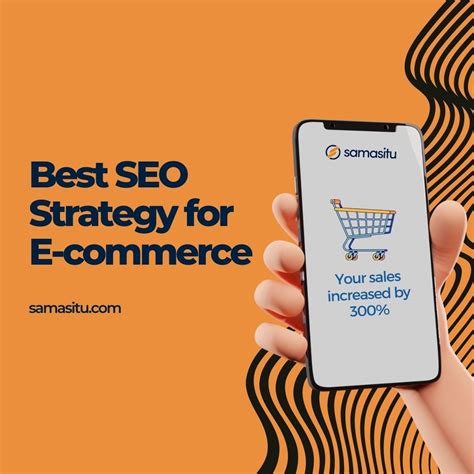 Best SEO
Strategy for
E-commerce
samasitu.com
samasitu
Your sales
increased by
300%